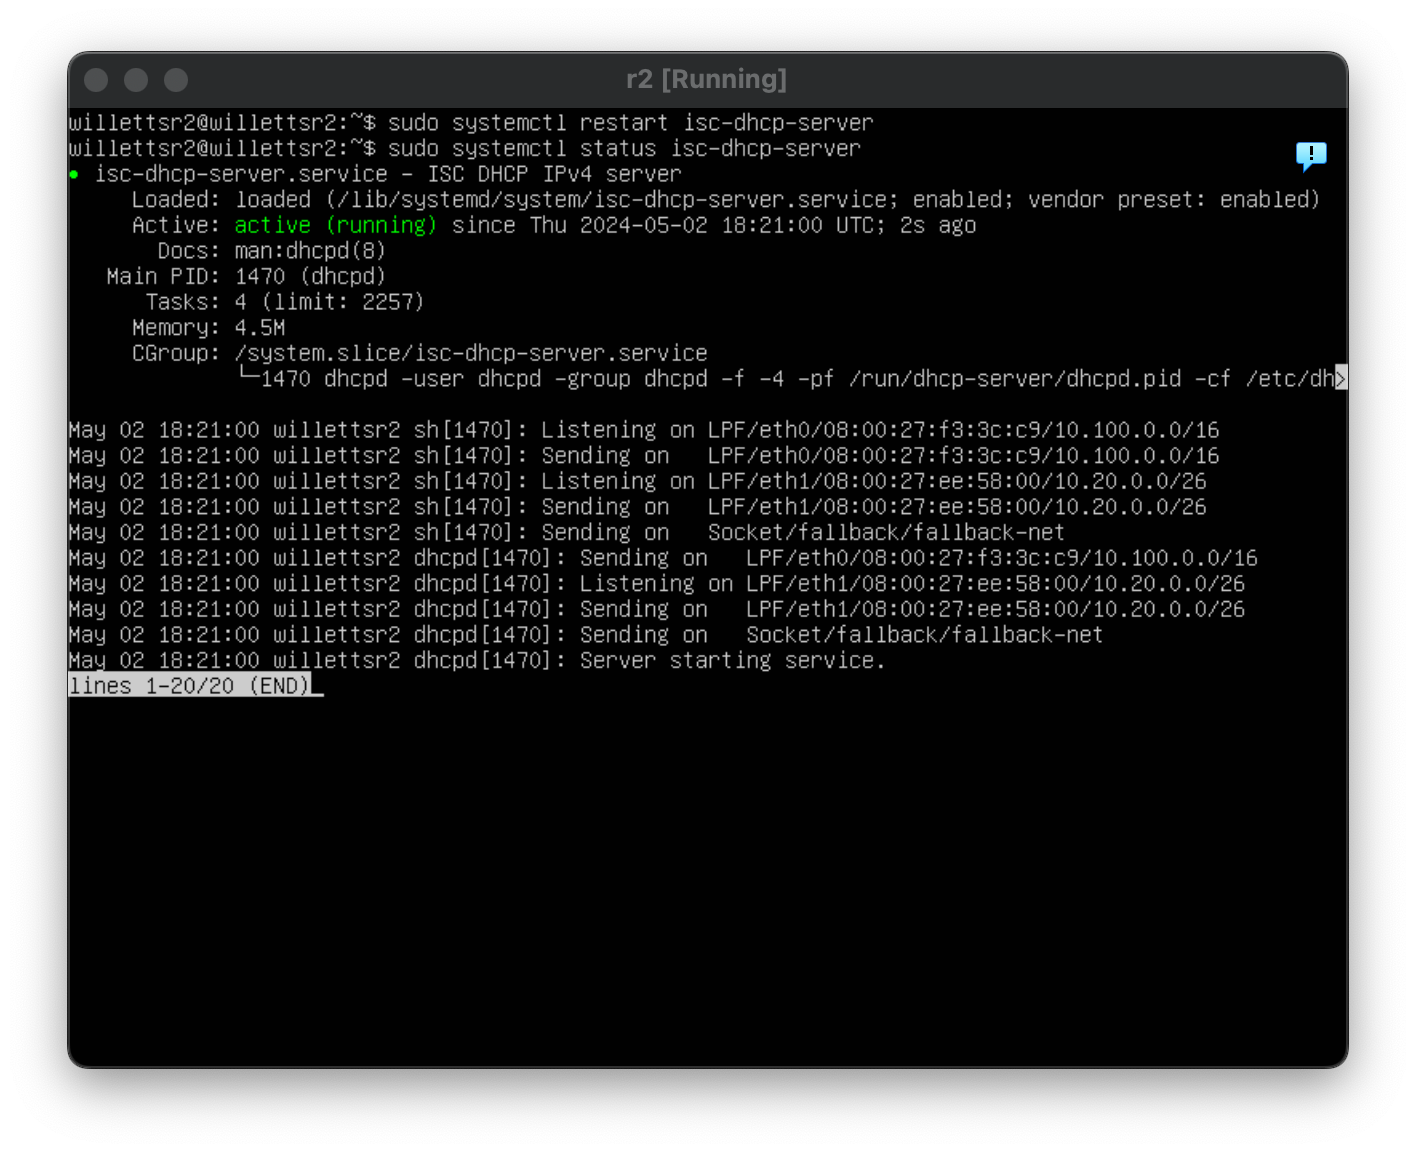 r2 [Running]
willettsr2@willettsr2:~$ sudo systemctl restart isc-dhcp-server
willettsr2@willettsr2:~$ sudo systemctl status isc-dhcp-server
● isc-dhcp-server.service - ISC DHCP IPv4 server
     Loaded: loaded (/lib/systemd/system/isc-dhcp-server.service; enabled; vendor preset: enabled)
     Active: active (running) since Thu 2024-05-02 18:21:00 UTC; 2s ago
       Docs: man:dhcpd(8)
   Main PID: 1470 (dhcpd)
      Tasks: 4 (limit: 2257)
     Memory: 4.5M
     CGroup: /system.slice/isc-dhcp-server.service
             └─1470 dhcpd -user dhcpd -group dhcpd -f -4 -pf /run/dhcp-server/dhcpd.pid -cf /etc/dh>
May 02 18:21:00 willettsr2 sh[1470]: Listening on LPF/eth0/08:00:27:f3:3c:c9/10.100.0.0/16
May 02 18:21:00 willettsr2 sh[1470]: Sending on   LPF/eth0/08:00:27:f3:3c:c9/10.100.0.0/16
May 02 18:21:00 willettsr2 sh[1470]: Listening on LPF/eth1/08:00:27:ee:58:00/10.20.0.0/26
May 02 18:21:00 willettsr2 sh[1470]: Sending on   LPF/eth1/08:00:27:ee:58:00/10.20.0.0/26
May 02 18:21:00 willettsr2 sh[1470]: Sending on   Socket/fallback/fallback-net
May 02 18:21:00 willettsr2 dhcpd[1470]: Sending on   LPF/eth0/08:00:27:f3:3c:c9/10.100.0.0/16
May 02 18:21:00 willettsr2 dhcpd[1470]: Listening on LPF/eth1/08:00:27:ee:58:00/10.20.0.0/26
May 02 18:21:00 willettsr2 dhcpd[1470]: Sending on   LPF/eth1/08:00:27:ee:58:00/10.20.0.0/26
May 02 18:21:00 willettsr2 dhcpd[1470]: Sending on   Socket/fallback/fallback-net
May 02 18:21:00 willettsr2 dhcpd[1470]: Server starting service.
lines 1-20/20 (END)